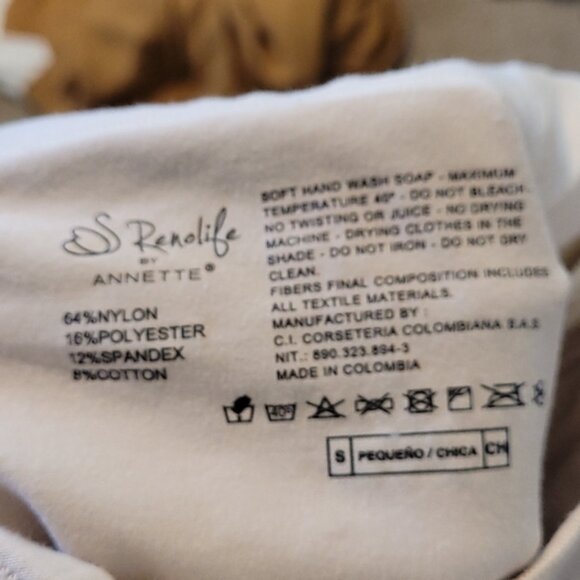 Renolife
BY
ANNETTE®
64%NYLON
16%POLYESTER
12%SPANDEX
8%COTTON
SOFT HAND WASH SOAP - MAXIMUM
TEMPERATURE 40° - DO NOT BLEACH
NO TWISTING OR JUICE - NO DRYING
MACHINE - DRYING CLOTHES IN THE
SHADE - DO NOT IRON - DO NOT DRY
CLEAN.
FIBERS FINAL COMPOSITION INCLUDES
ALL TEXTILE MATERIALS.
MANUFACTURED BY :
C.I. CORSETERIA COLOMBIANA S.A.S
NIT.: 890.323.894-3
MADE IN COLOMBIA
40°
S PEQUEÑO / CHICA CH